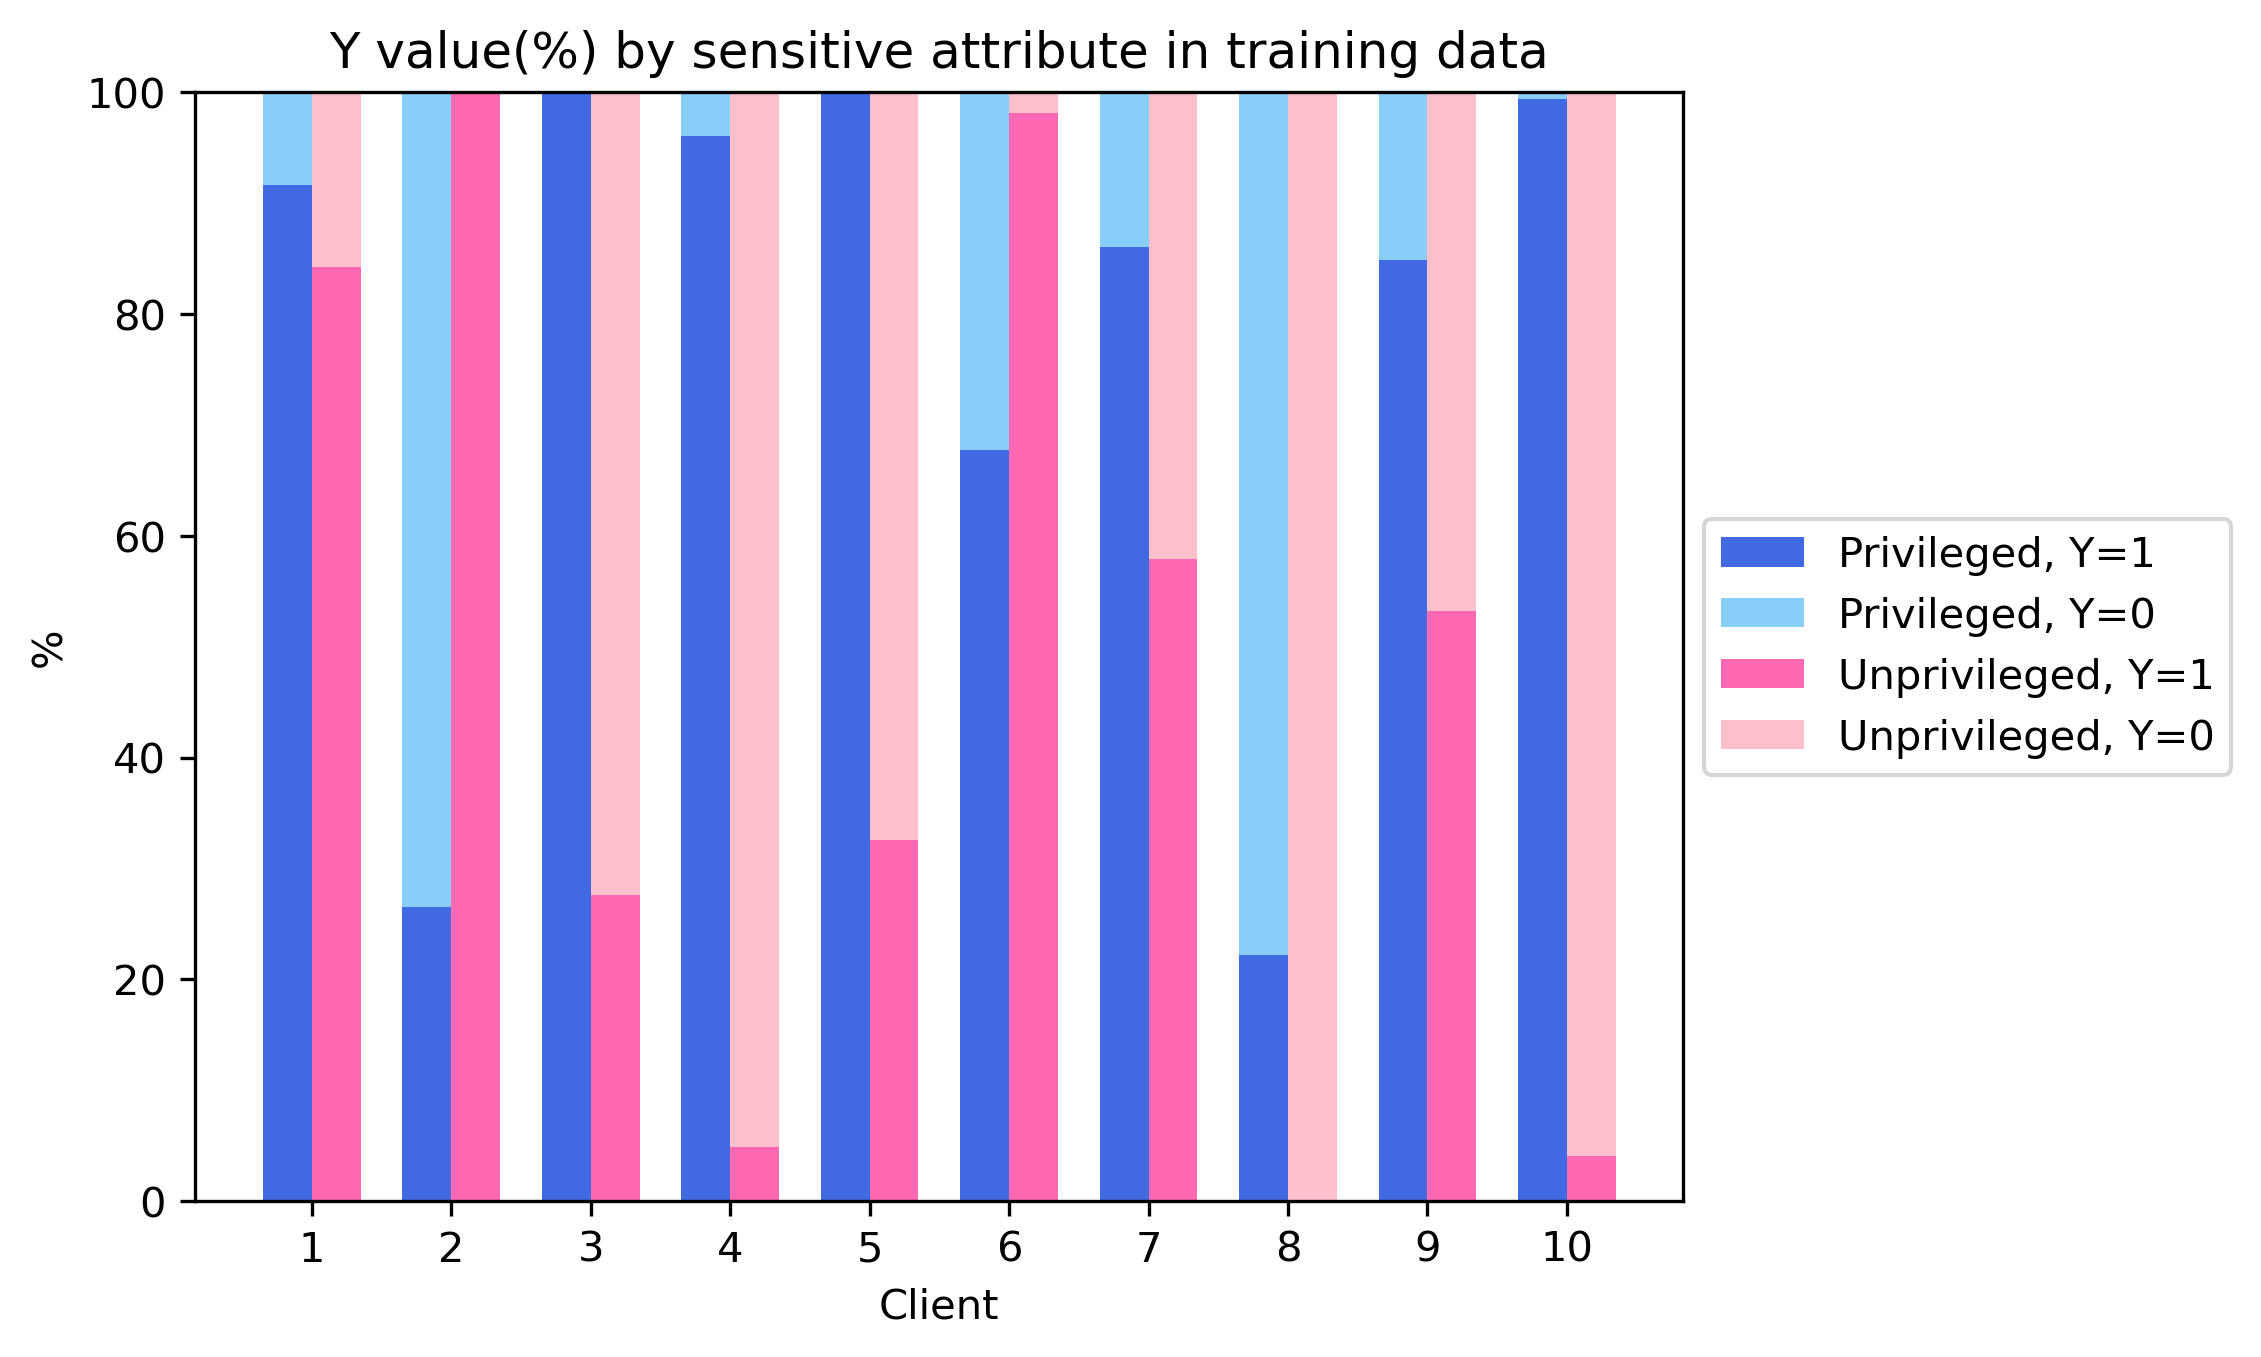 Y value(%) by sensitive attribute in training data
100
80
60
40
20
0
%
1 2 3 4 5 6 7 8 9 10
Client
Privileged, Y=1
Privileged, Y=0
Unprivileged, Y=1
Unprivileged, Y=0